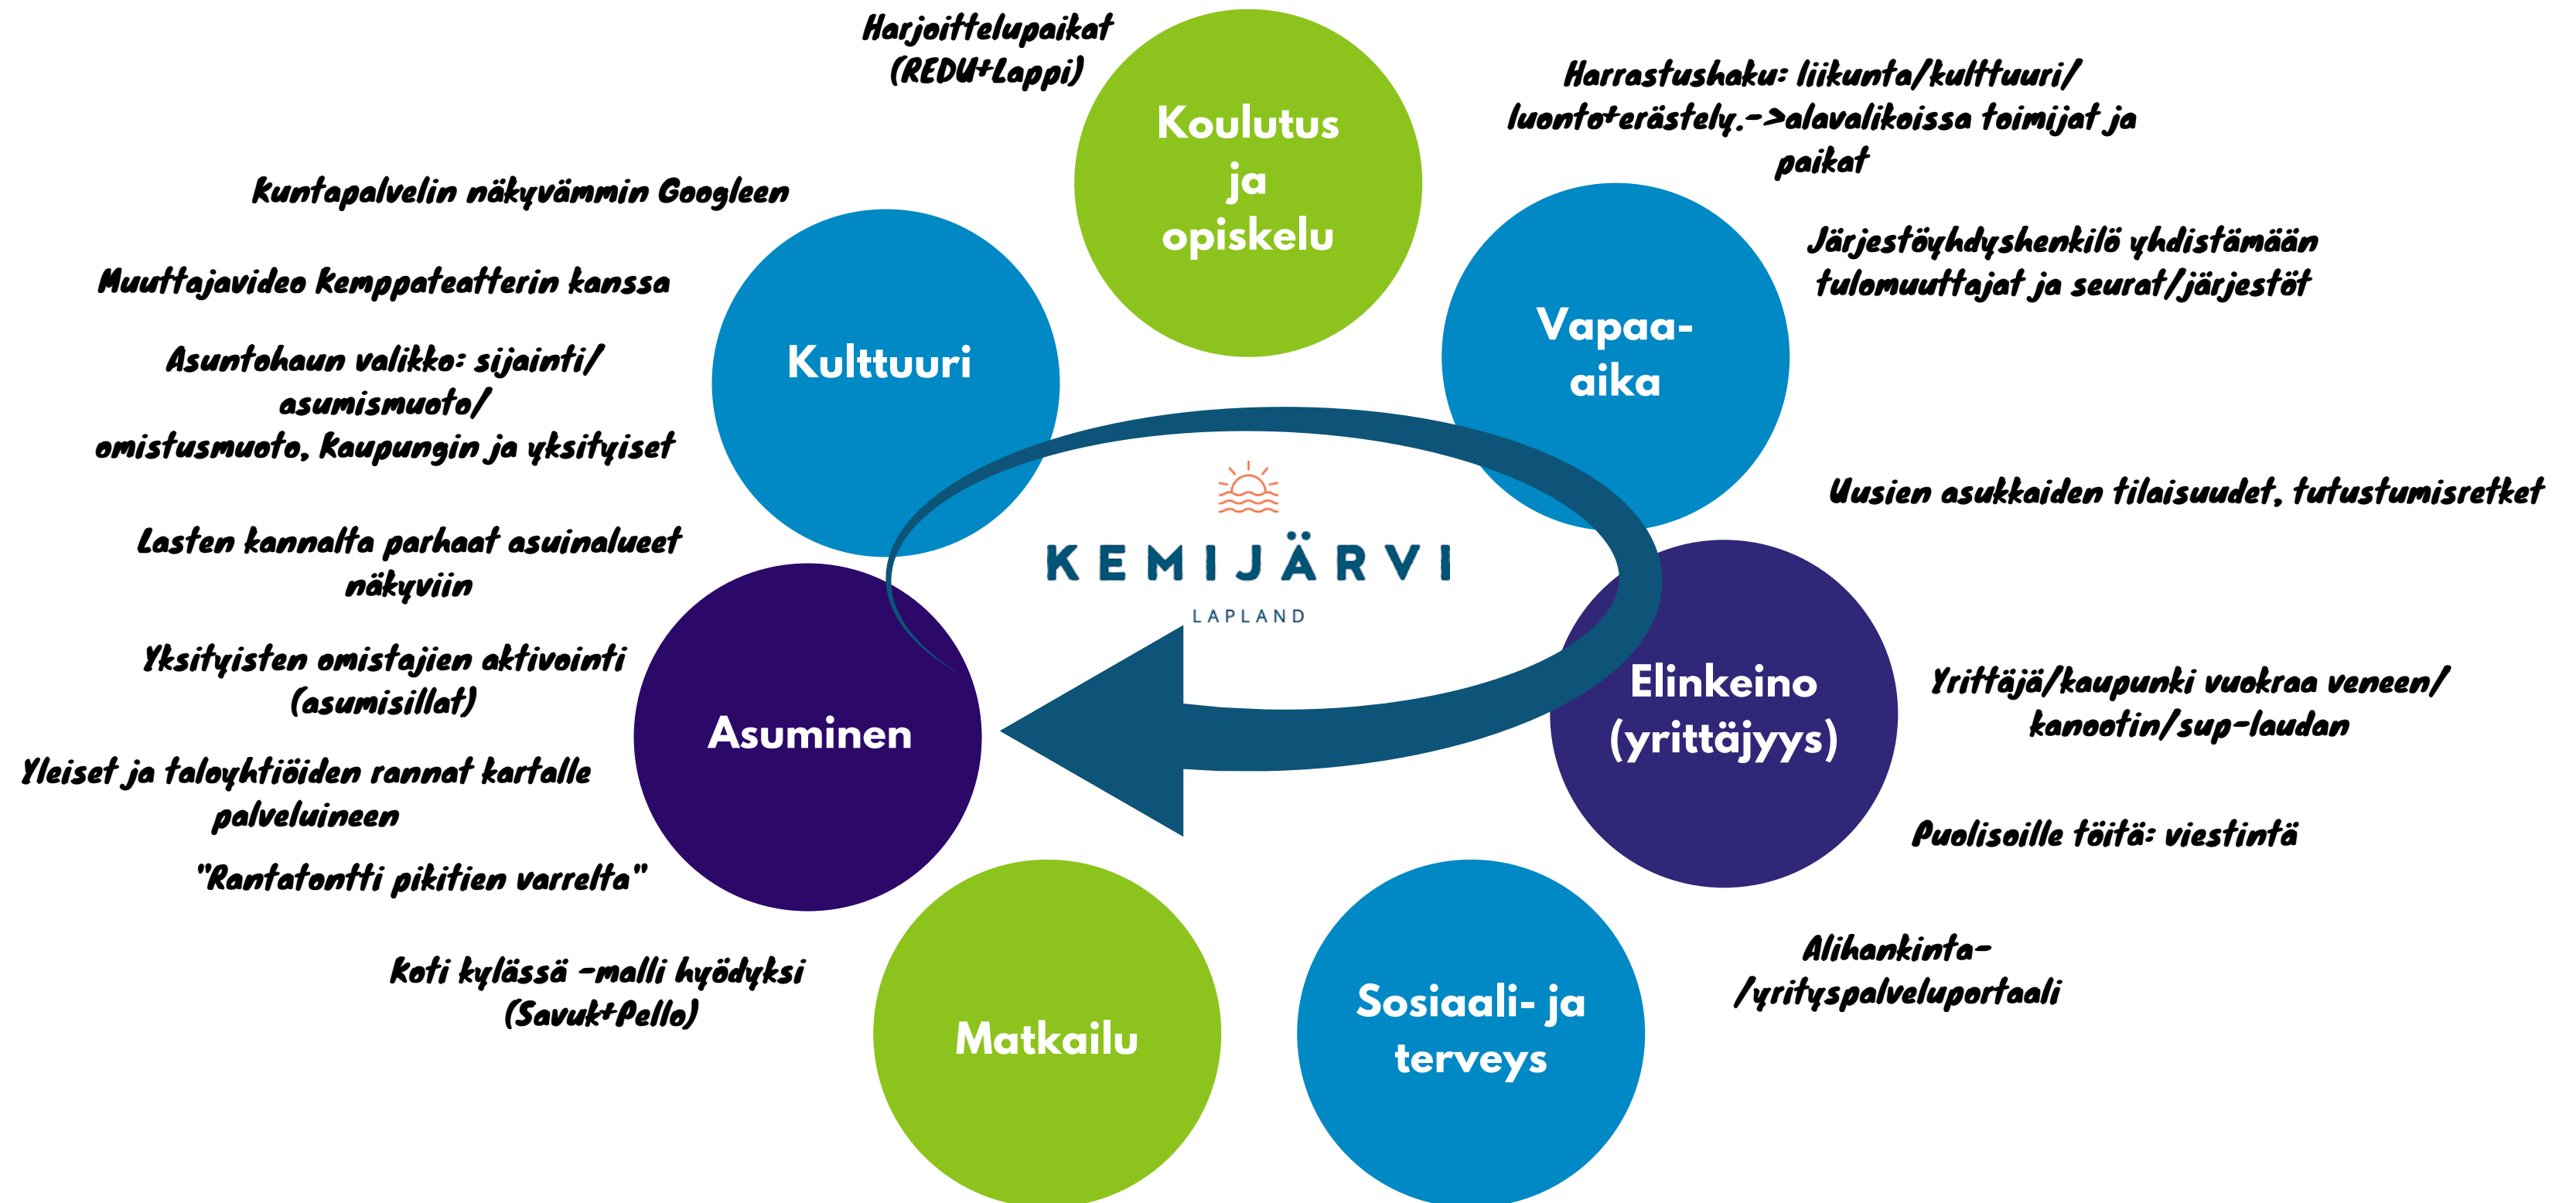 Harjoittelupaikat
(REDU+Lappi)
Koulutus
ja
opiskelu
Harrastushaku: liikunta/kulttuuri/
luonto+erästely.->alavalikoissa toimijat ja
paikat
Kuntapalvelin näkyvämmin Googleen
Muuttajavideo Kemppateatterin kanssa
Asuntohaun valikko: sijainti/
asumismuoto/
omistusmuoto, Kaupungin ja yksityiset
Kulttuuri
Vapaa-
aika
Järjestöyhdyshenkilö yhdistämään
tulomuuttajat ja seurat/järjestöt
Uusien asukkaiden tilaisuudet, tutustumisretket
KEMIJÄRVI
LAPLAND
Lasten kannalta parhaat asuinalueet
näkyviin
Yksityisten omistajien aktivointi
(asumisillat)
Yleiset ja taloyhtiöiden rannat kartalle
palveluineen
"Rantatontti pikitien varrelta"
Asuminen
Elinkeino
(yrittäjyys)
Yrittäjä/kaupunki vuokraa veneen/
kanootin/sup-laudan
Puolisoille töitä: viestintä
Koti kylässä -malli hyödyksi
(Savuk+Pello)
Matkailu
Sosiaali- ja
terveys
Alihankinta-
/yrityspalveluportaali